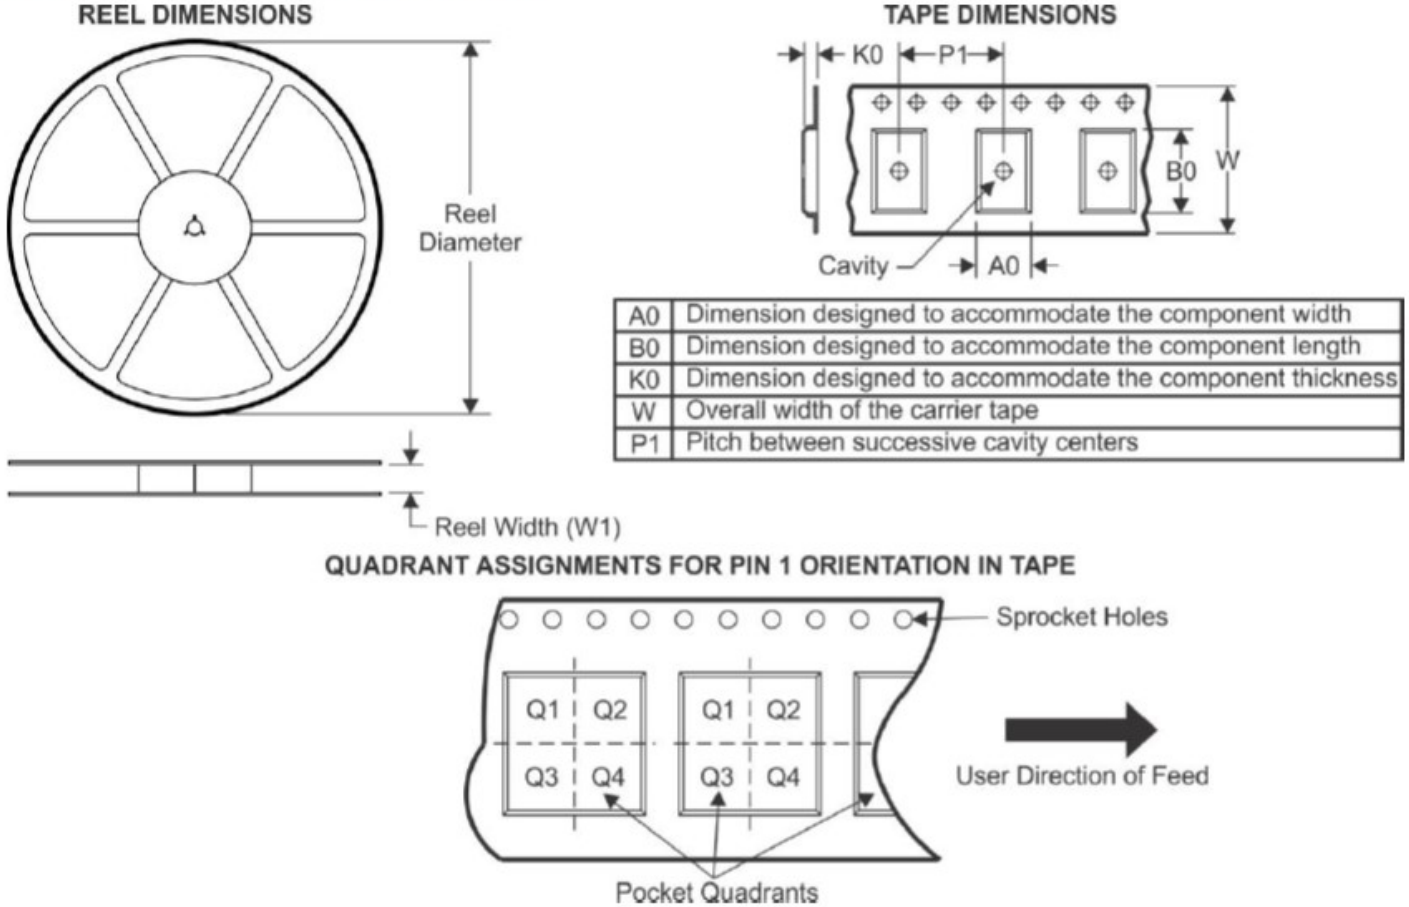 REEL DIMENSIONS
TAPE DIMENSIONS
K0
P1
Reel
Diameter
B0
W
Cavity
A0
A0 Dimension designed to accommodate the component width
B0 Dimension designed to accommodate the component length
K0 Dimension designed to accommodate the component thickness
W Overall width of the carrier tape
P1 Pitch between successive cavity centers
Reel Width (W1)
QUADRANT ASSIGNMENTS FOR PIN 1 ORIENTATION IN TAPE
Sprocket Holes
Q1 Q2 Q1 Q2
Q3 Q4 Q3 Q4
User Direction of Feed
Pocket Quadrants